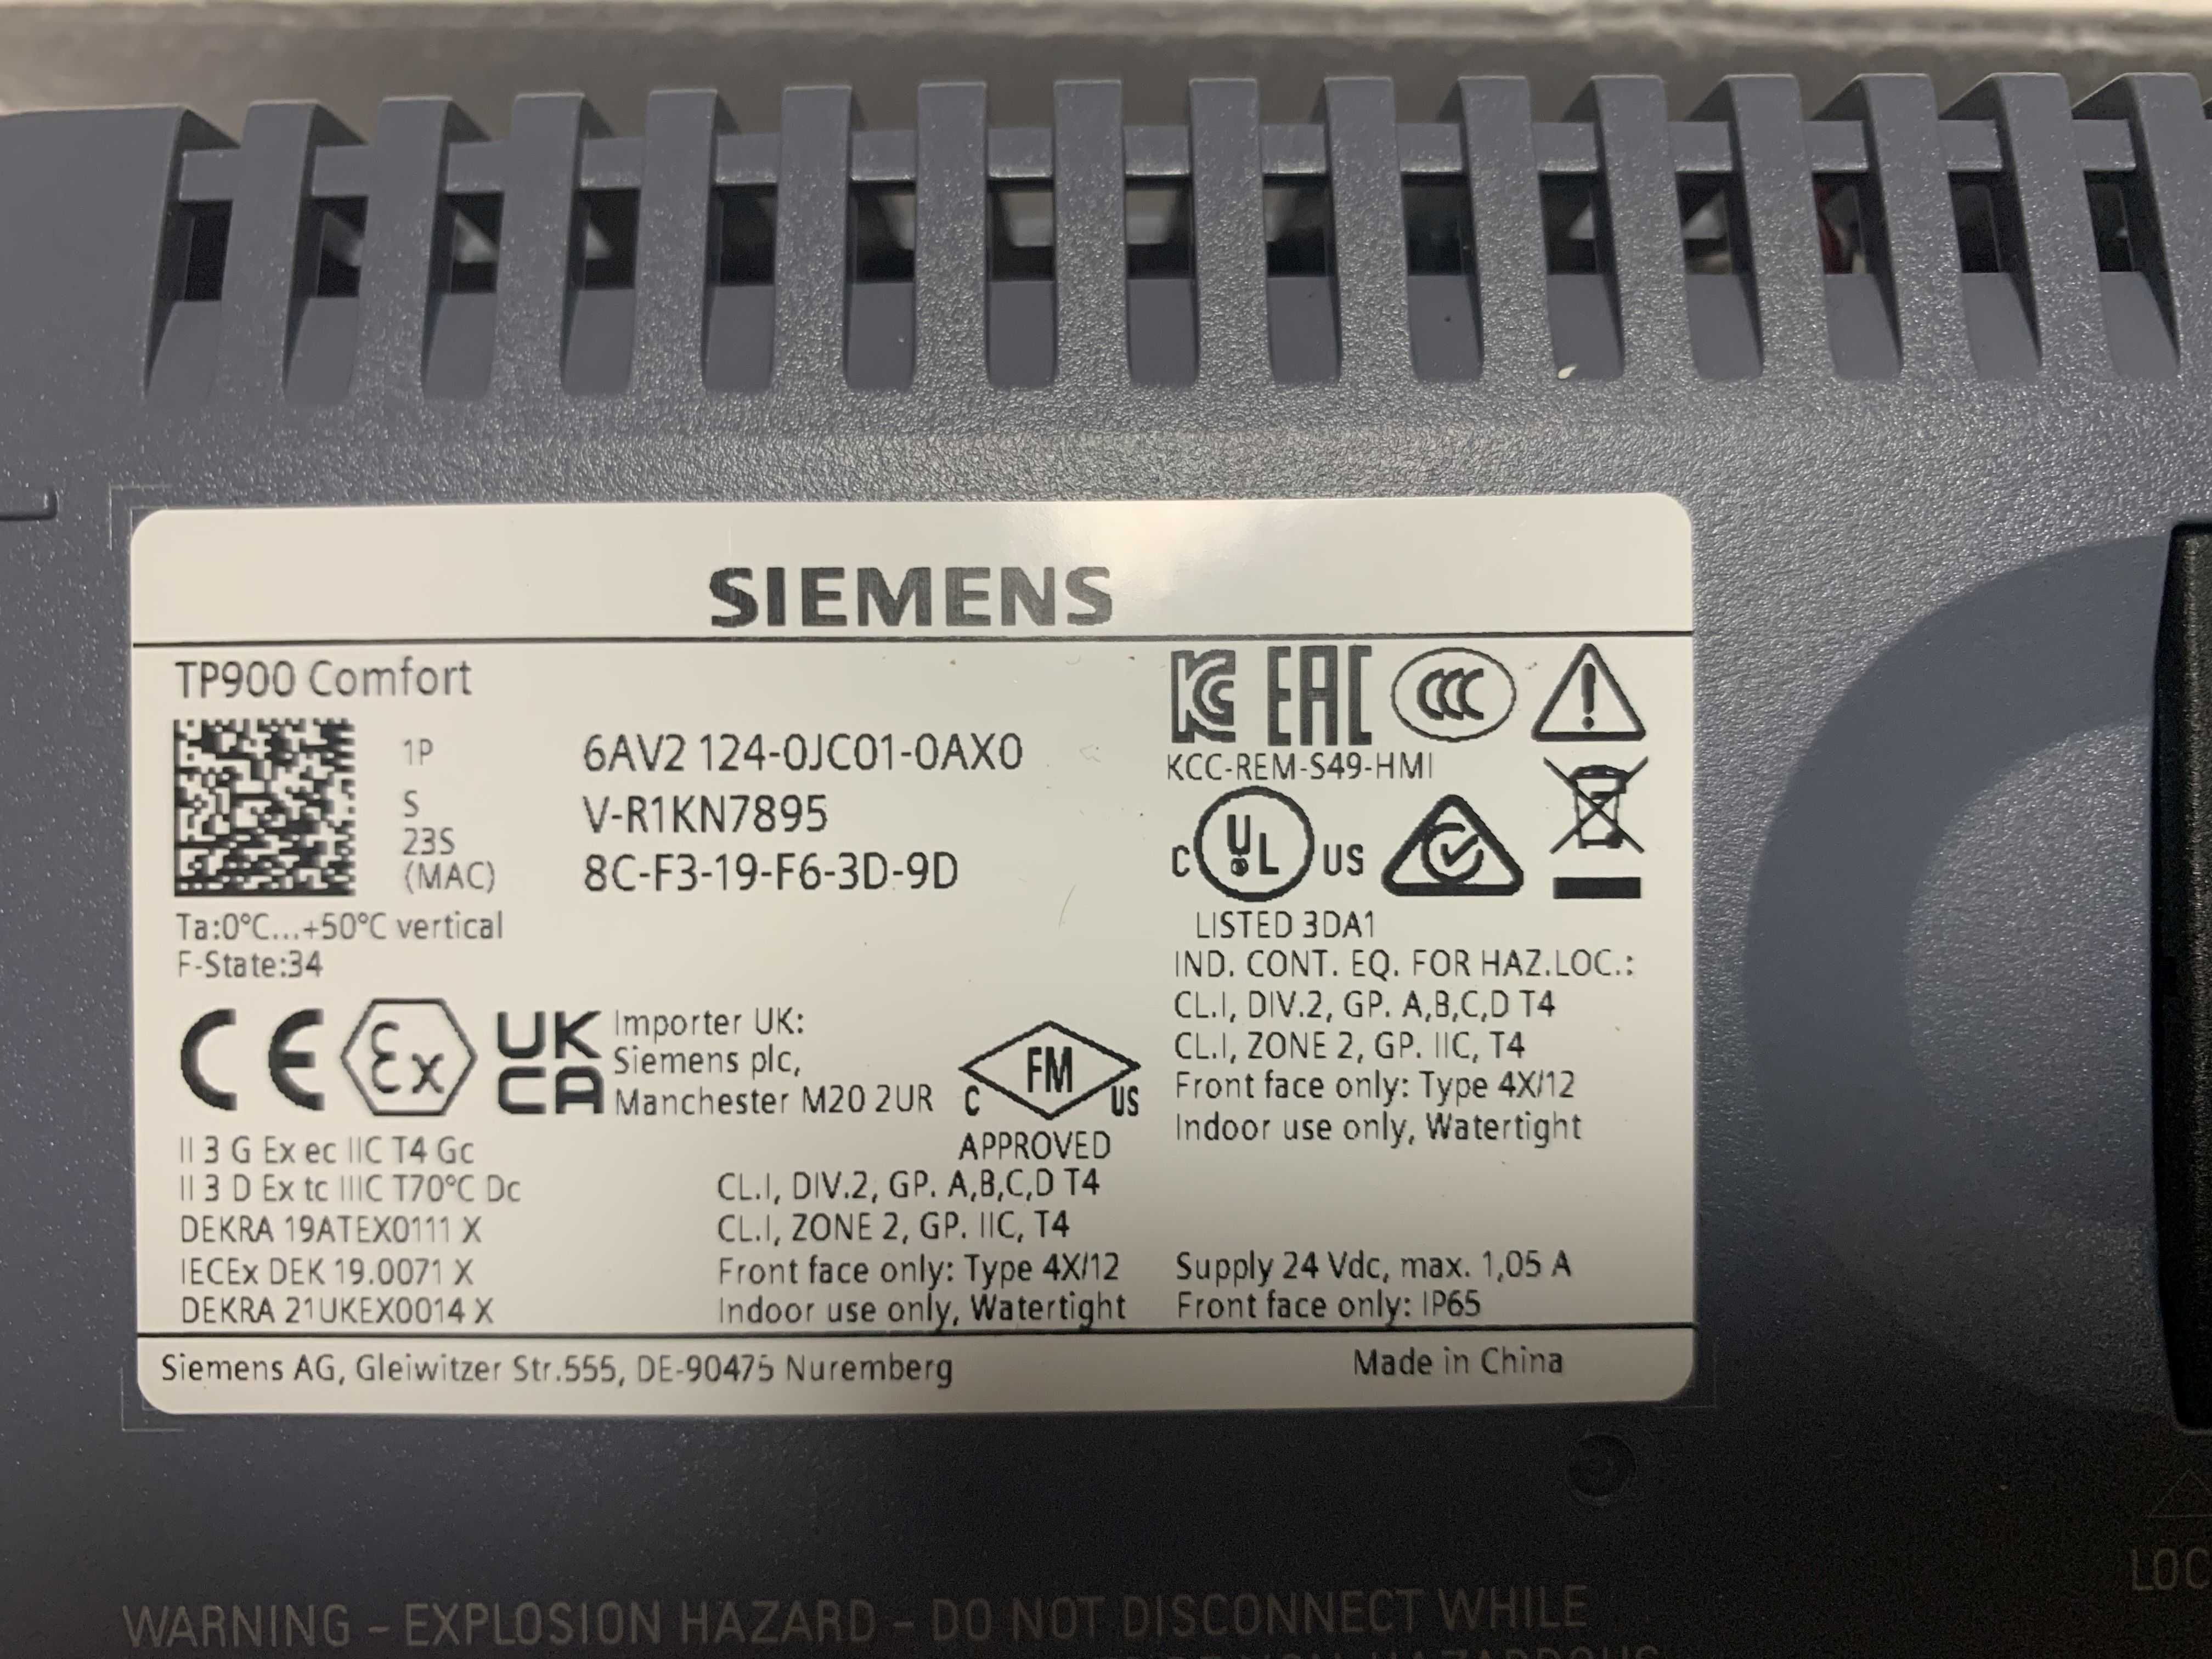 SIEMENS
TP900 Comfort
1P 6AV2 124-0JC01-0AX0
S V-R1KN7895
23S
(MAC) 8C-F3-19-F6-3D-9D
Ta:0°C...+50°C vertical
F-State:34
CE Ex UK
CA
Importer UK:
Siemens plc,
Manchester M20 2UR
II 3 G Ex ec IIC T4 Gc
II 3 D Ex tc IIIC T70°C Dc
DEKRA 19ATEX0111 X
IECEx DEK 19.0071 X
DEKRA 21UKEX0014 X
C FM US
APPROVED
CL.I, DIV.2, GP. A,B,C,D T4
CL.I, ZONE 2, GP. IIC, T4
Front face only: Type 4X/12
Indoor use only, Watertight
KC EAC CCC
KCC-REM-S49-HMI
C UL US
LISTED 3DA1
IND. CONT. EQ. FOR HAZ.LOC.:
CL.I, DIV.2, GP. A,B,C,D T4
CL.I, ZONE 2, GP. IIC, T4
Front face only: Type 4X/12
Indoor use only, Watertight
Supply 24 Vdc, max. 1,05 A
Front face only: IP65
Siemens AG, Gleiwitzer Str.555, DE-90475 Nuremberg
Made in China
WARNING - EXPLOSION HAZARD - DO NOT DISCONNECT WHILE